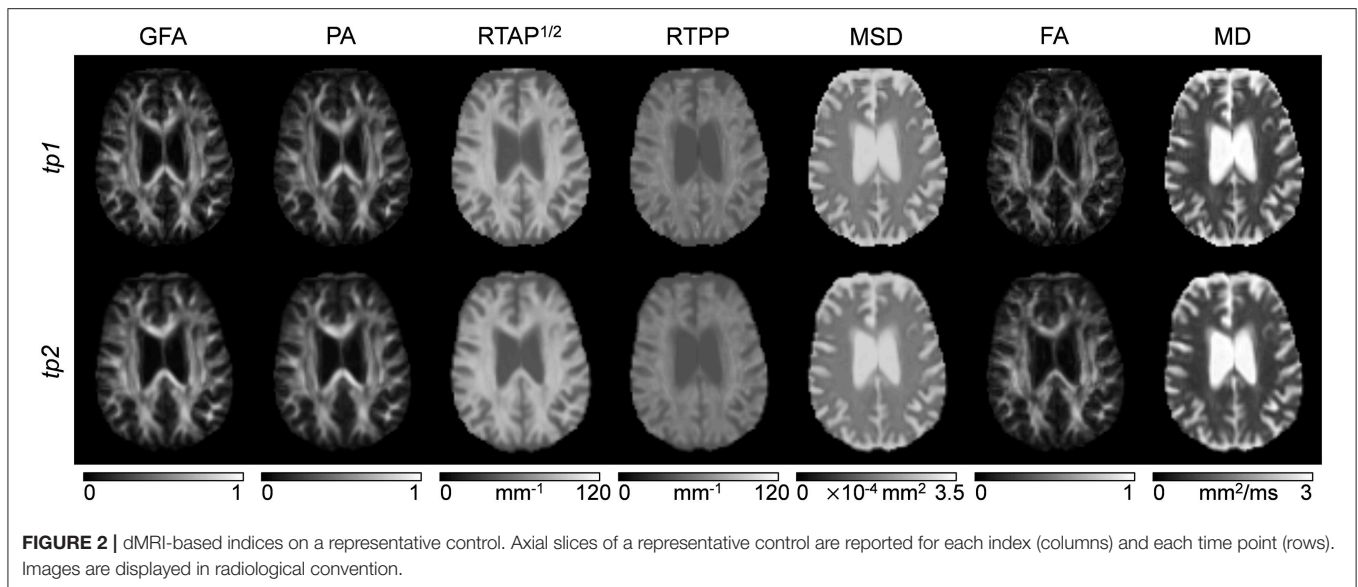 GFA PA RTAP1/2 RTPP MSD FA MD
tp1
tp2
0 1 0 1 0 mm-1 120 0 mm-1 120 0 ×10-4 mm2 3.5 0 1 0 mm2/ms 3
FIGURE 2 | dMRI-based indices on a representative control. Axial slices of a representative control are reported for each index (columns) and each time point (rows).
Images are displayed in radiological convention.